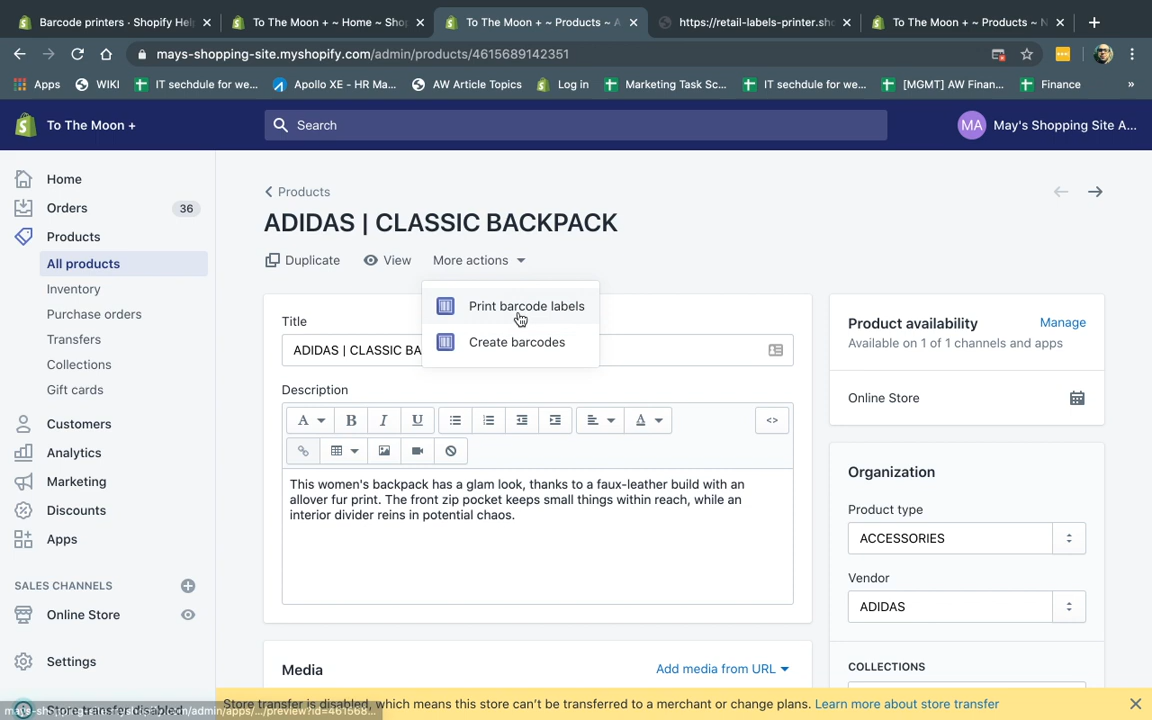 Barcode printers · Shopify Hel
To The Moon + ~ Home ~ Shop
To The Moon + ~ Products ~ A
https://retail-labels-printer.sho
To The Moon + ~ Products ~ N
mays-shopping-site.myshopify.com/admin/products/4615689142351
Apps
WIKI
IT sechdule for we...
Apollo XE - HR Ma...
AW Article Topics
Log in
Marketing Task Sc...
IT sechdule for we...
[MGMT] AW Finan...
Finance
»
To The Moon +
Search
MA
May's Shopping Site A...
Home
Orders
36
Products
All products
Inventory
Purchase orders
Transfers
Collections
Gift cards
Customers
Analytics
Marketing
Discounts
Apps
SALES CHANNELS
Online Store
Settings
Store transfer disabled
Products
ADIDAS | CLASSIC BACKPACK
Duplicate
View
More actions
Print barcode labels
Create barcodes
Title
ADIDAS | CLASSIC BA
Description
A
B
I
U
A
<>
This women's backpack has a glam look, thanks to a faux-leather build with an
allover fur print. The front zip pocket keeps small things within reach, while an
interior divider reins in potential chaos.
Media
Add media from URL
Product availability
Manage
Available on 1 of 1 channels and apps
Online Store
Organization
Product type
ACCESSORIES
Vendor
ADIDAS
COLLECTIONS
Store transfer is disabled, which means this store can't be transferred to a merchant or change plans. Learn more about store transfer